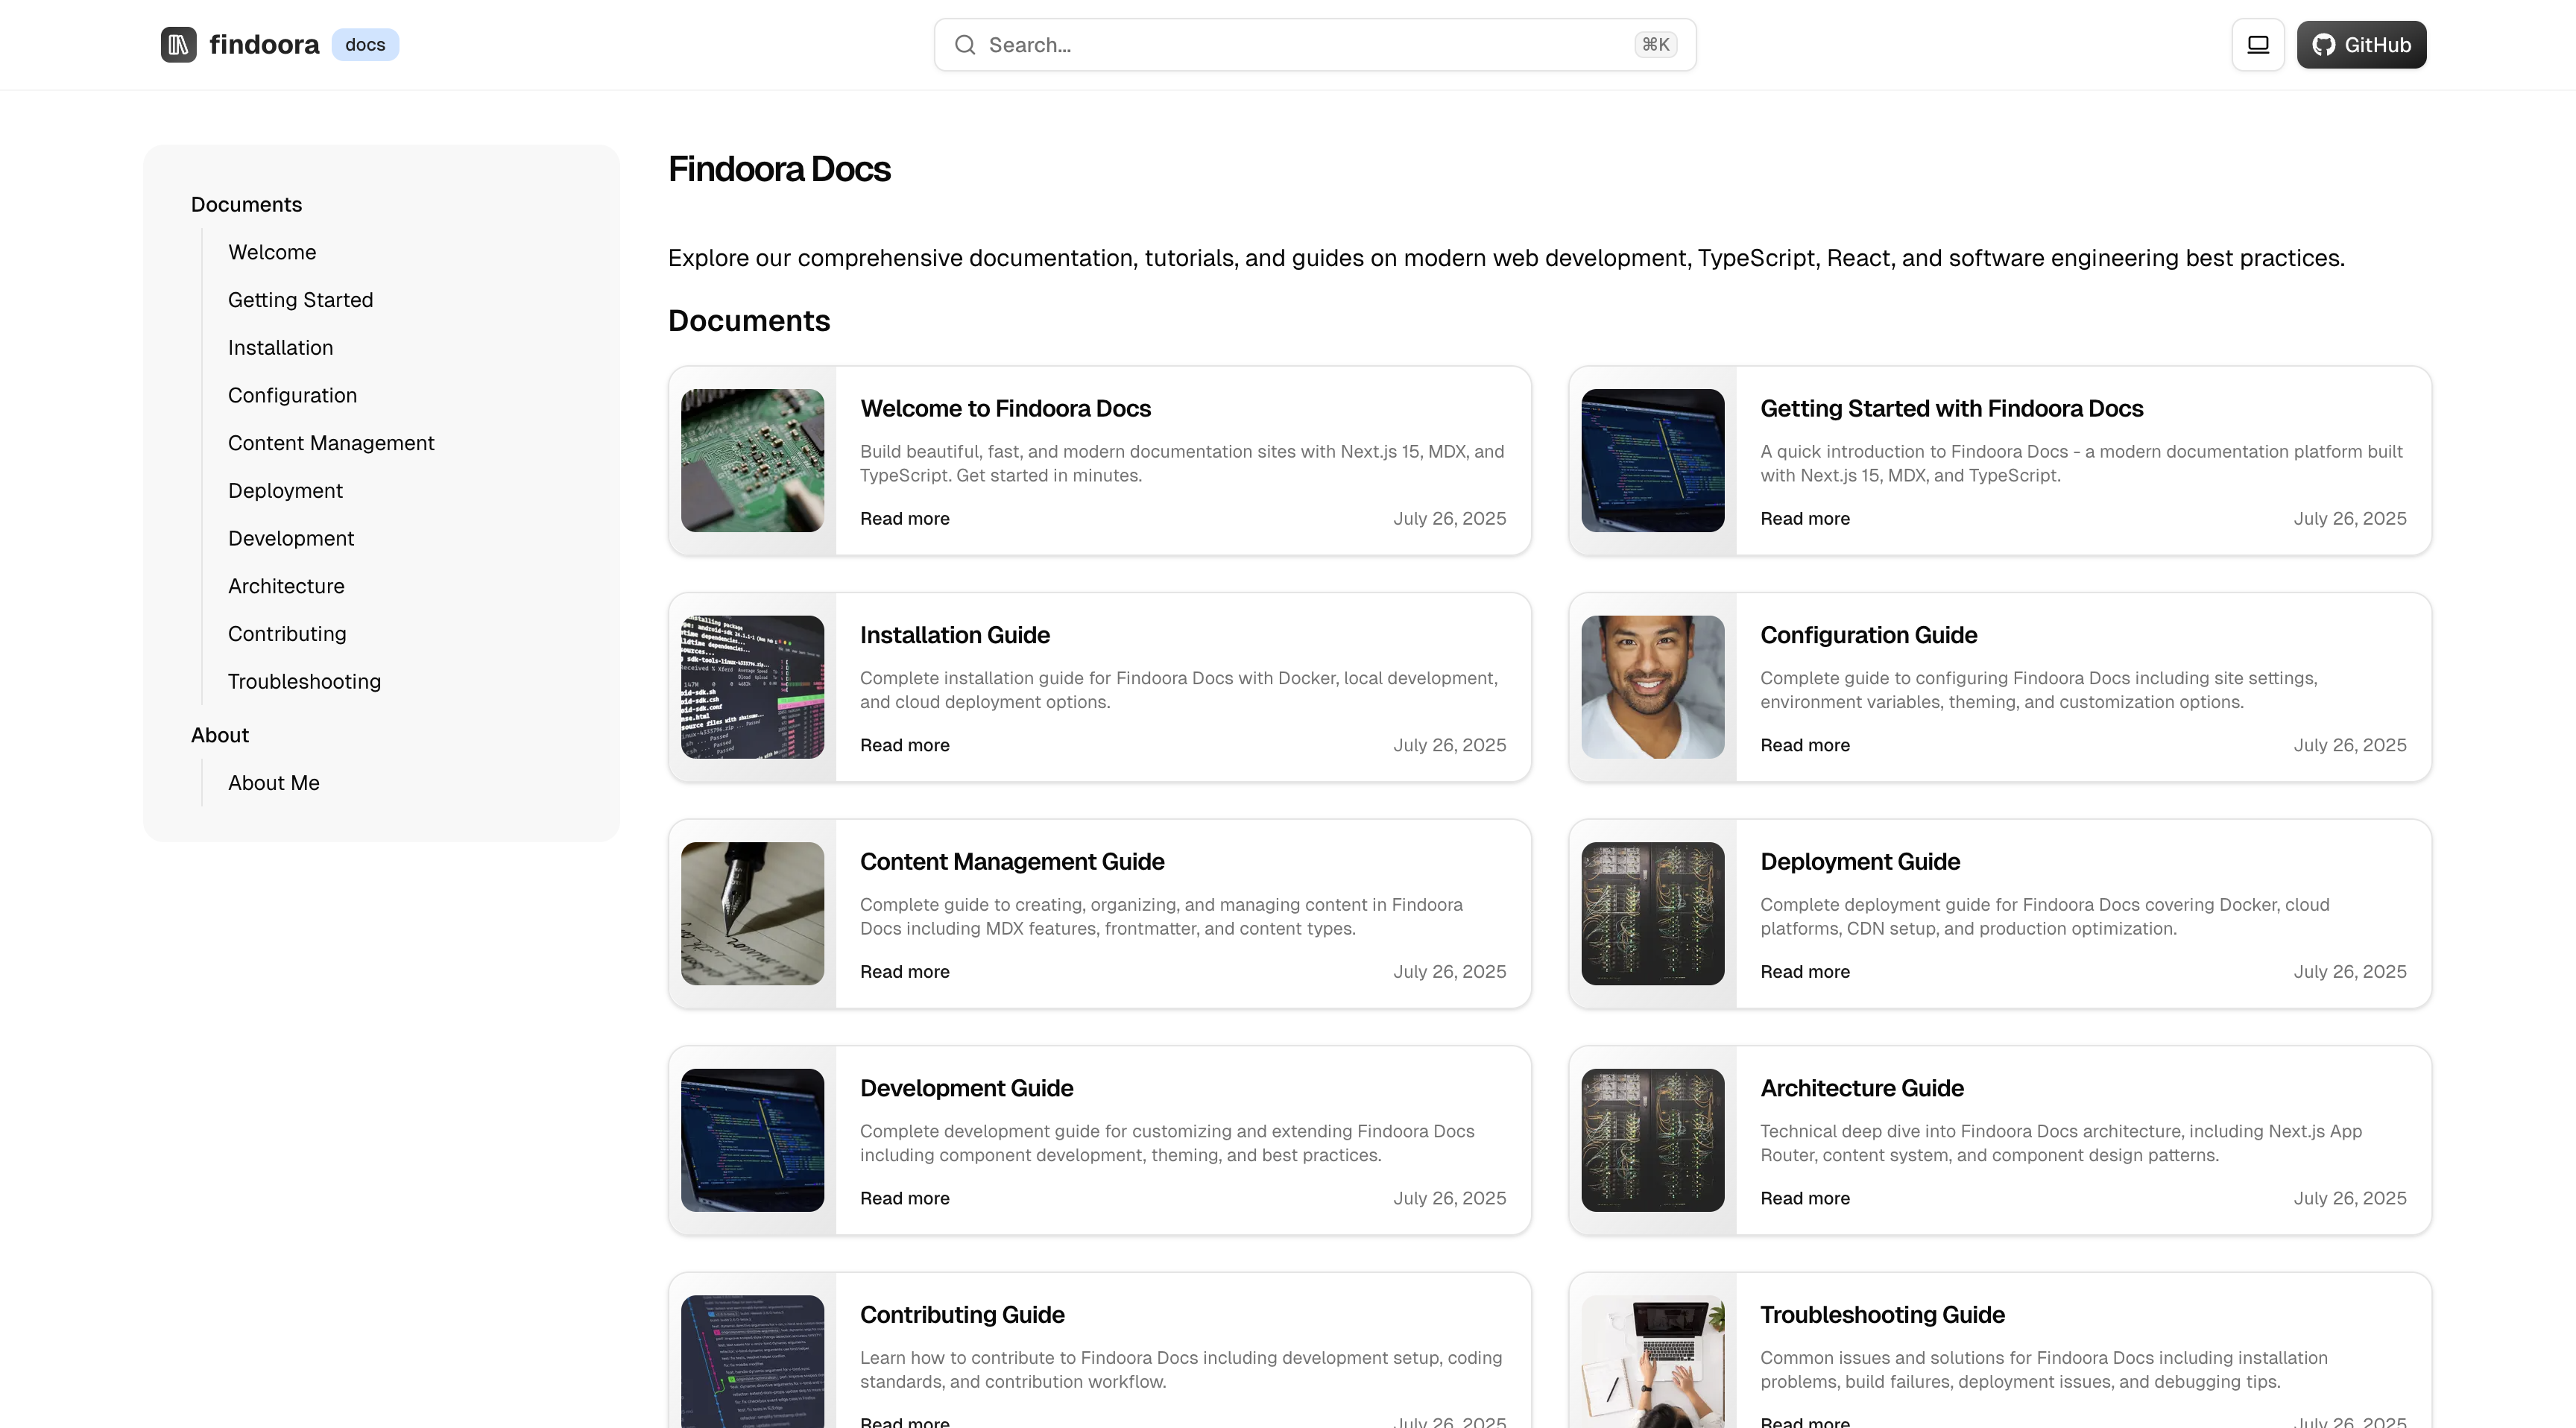 findoora docs
Search...
⌘K
GitHub
Documents
Welcome
Getting Started
Installation
Configuration
Content Management
Deployment
Development
Architecture
Contributing
Troubleshooting
About
About Me
Findoora Docs
Explore our comprehensive documentation, tutorials, and guides on modern web development, TypeScript, React, and software engineering best practices.
Documents
Welcome to Findoora Docs
Build beautiful, fast, and modern documentation sites with Next.js 15, MDX, and
TypeScript. Get started in minutes.
Read more
July 26, 2025
Getting Started with Findoora Docs
A quick introduction to Findoora Docs - a modern documentation platform built
with Next.js 15, MDX, and TypeScript.
Read more
July 26, 2025
Installation Guide
Complete installation guide for Findoora Docs with Docker, local development,
and cloud deployment options.
Read more
July 26, 2025
Configuration Guide
Complete guide to configuring Findoora Docs including site settings,
environment variables, theming, and customization options.
Read more
July 26, 2025
Content Management Guide
Complete guide to creating, organizing, and managing content in Findoora
Docs including MDX features, frontmatter, and content types.
Read more
July 26, 2025
Deployment Guide
Complete deployment guide for Findoora Docs covering Docker, cloud
platforms, CDN setup, and production optimization.
Read more
July 26, 2025
Development Guide
Complete development guide for customizing and extending Findoora Docs
including component development, theming, and best practices.
Read more
July 26, 2025
Architecture Guide
Technical deep dive into Findoora Docs architecture, including Next.js App
Router, content system, and component design patterns.
Read more
July 26, 2025
Contributing Guide
Learn how to contribute to Findoora Docs including development setup, coding
standards, and contribution workflow.
Read more
July 26, 2025
Troubleshooting Guide
Common issues and solutions for Findoora Docs including installation
problems, build failures, deployment issues, and debugging tips.
Read more
July 26, 2025